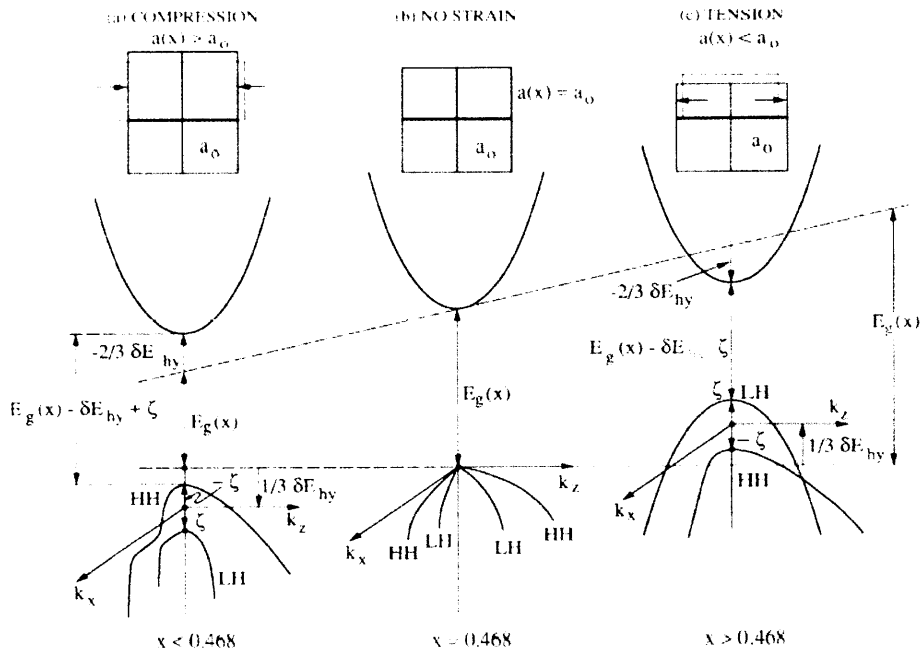 (a) COMPRESSION
a(x) > a_o
(b) NO STRAIN
(c) TENSION
a(x) < a_o
a_o
a(x) = a_o
a_o
a_o
-2/3 δE_hy
E_g(x) - δE_hy + ζ
E_g(x)
HH
- ζ
ζ
1/3 δE_hy
k_z
k_x
LH
E_g(x)
k_z
k_x
HH
LH
LH
HH
-2/3 δE_hy
E_g(x) - δE ζ
E_g(x)
ζ
LH
k_z
- ζ
1/3 δE_hy
HH
k_x
x < 0.468
x = 0.468
x > 0.468